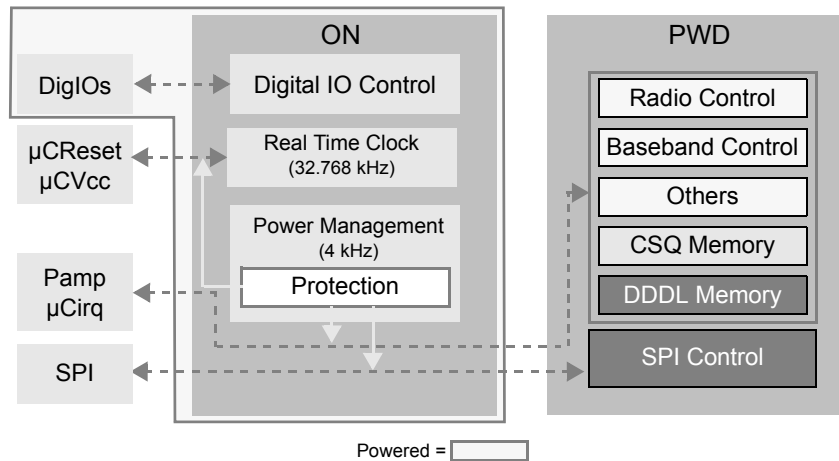 ON
PWD
DigIOs
Digital IO Control
µCReset
µCVcc
Real Time Clock
(32.768 kHz)
Power Management
(4 kHz)
Protection
Pamp
µCirq
SPI
Radio Control
Baseband Control
Others
CSQ Memory
DDDL Memory
SPI Control
Powered =